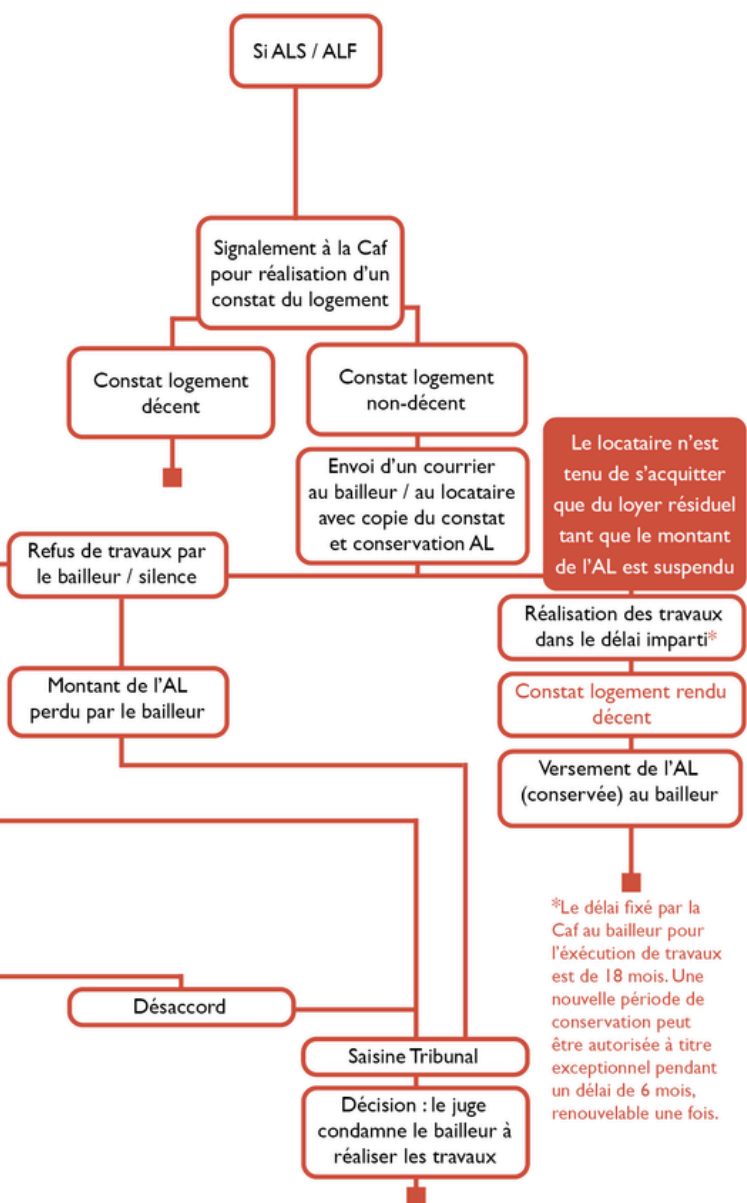 Si ALS / ALF
Signalement à la Caf
pour réalisation d'un
constat du logement
Constat logement
décent
Constat logement
non-décent
Envoi d'un courrier
au bailleur / au locataire
avec copie du constat
et conservation AL
Le locataire n'est
tenu de s'acquitter
que du loyer résiduel
tant que le montant
de l'AL est suspendu
Refus de travaux par
le bailleur / silence
Réalisation des travaux
dans le délai imparti*
Montant de l'AL
perdu par le bailleur
Constat logement rendu
décent
Versement de l'AL
(conservée) au bailleur
*Le délai fixé par la
Caf au bailleur pour
l'éxécution de travaux
est de 18 mois. Une
nouvelle période de
conservation peut
être autorisée à titre
exceptionnel pendant
un délai de 6 mois,
renouvelable une fois.
Désaccord
Saisine Tribunal
Décision : le juge
condamne le bailleur à
réaliser les travaux